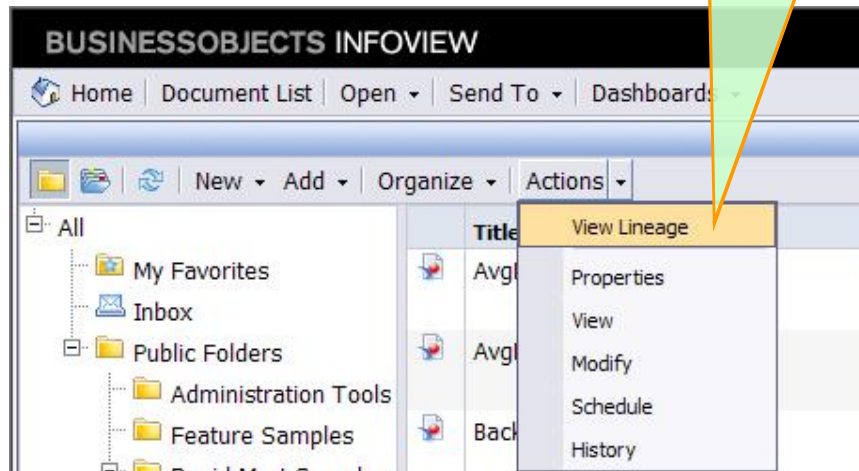 BUSINESSOBJECTS INFOVIEW
Home Document List Open Send To Dashboards
New Add Organize Actions
All
My Favorites
Inbox
Public Folders
Administration Tools
Feature Samples
Title
View Lineage
Properties
View
Modify
Schedule
History